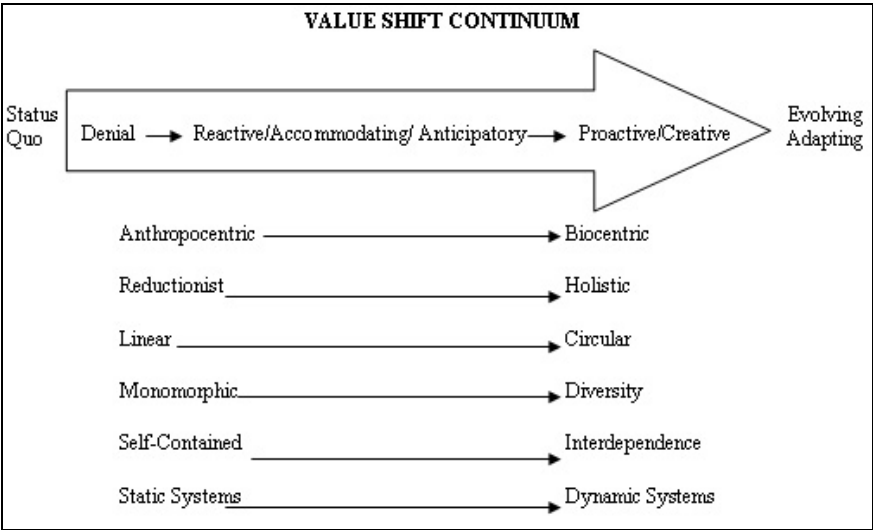 VALUE SHIFT CONTINUUM
Status
Quo
Denial
Reactive/Accommodating/ Anticipatory
Proactive/Creative
Evolving
Adapting
Anthropocentric
Biocentric
Reductionist
Holistic
Linear
Circular
Monomorphic
Diversity
Self-Contained
Interdependence
Static Systems
Dynamic Systems